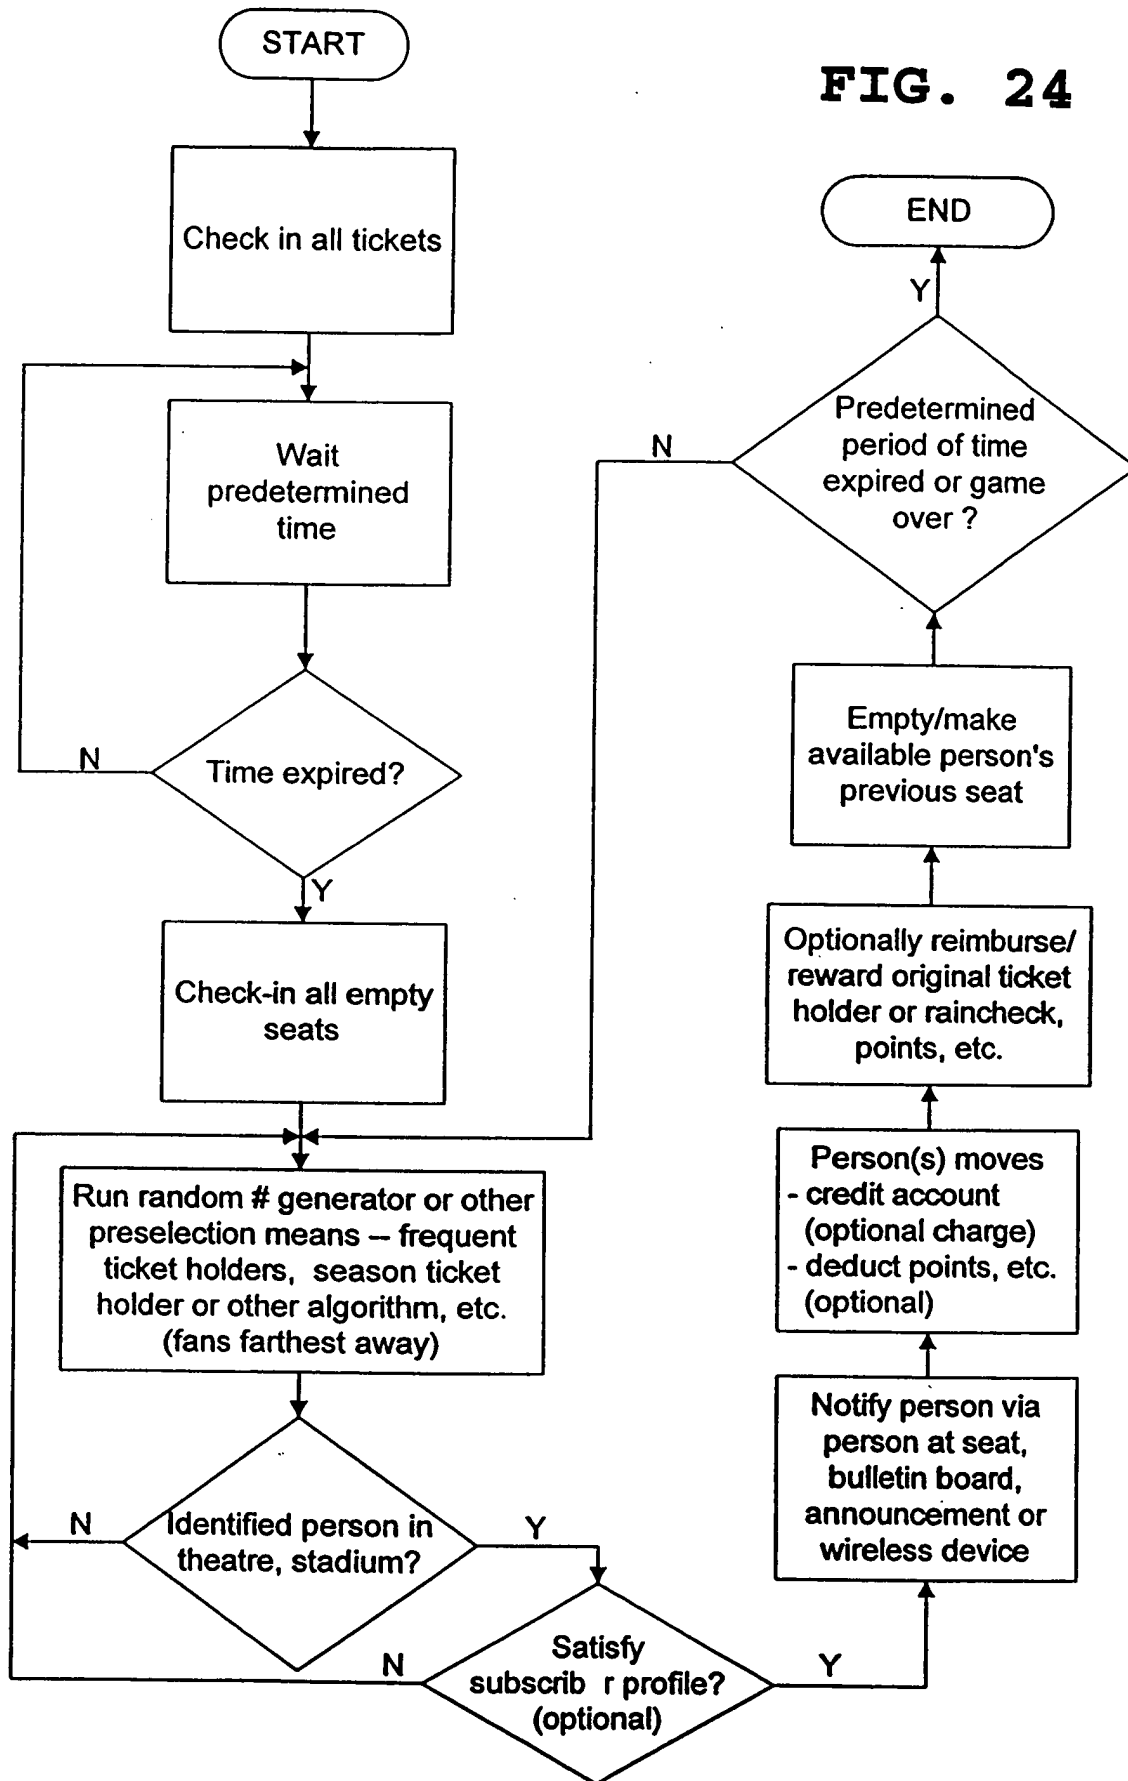 START
FIG. 24
Check in all tickets
Wait
predetermined
time
N
Time expired?
Y
Check-in all empty
seats
Run random # generator or other
preselection means – frequent
ticket holders, season ticket
holder or other algorithm, etc.
(fans farthest away)
N
Identified person in
theatre, stadium?
Y
N
Satisfy
subscrib r profile?
(optional)
Y
Notify person via
person at seat,
bulletin board,
announcement or
wireless device
Person(s) moves
- credit account
(optional charge)
- deduct points, etc.
(optional)
Optionally reimburse/
reward original ticket
holder or raincheck,
points, etc.
Empty/make
available person's
previous seat
Predetermined
period of time
expired or game
over ?
N
Y
END